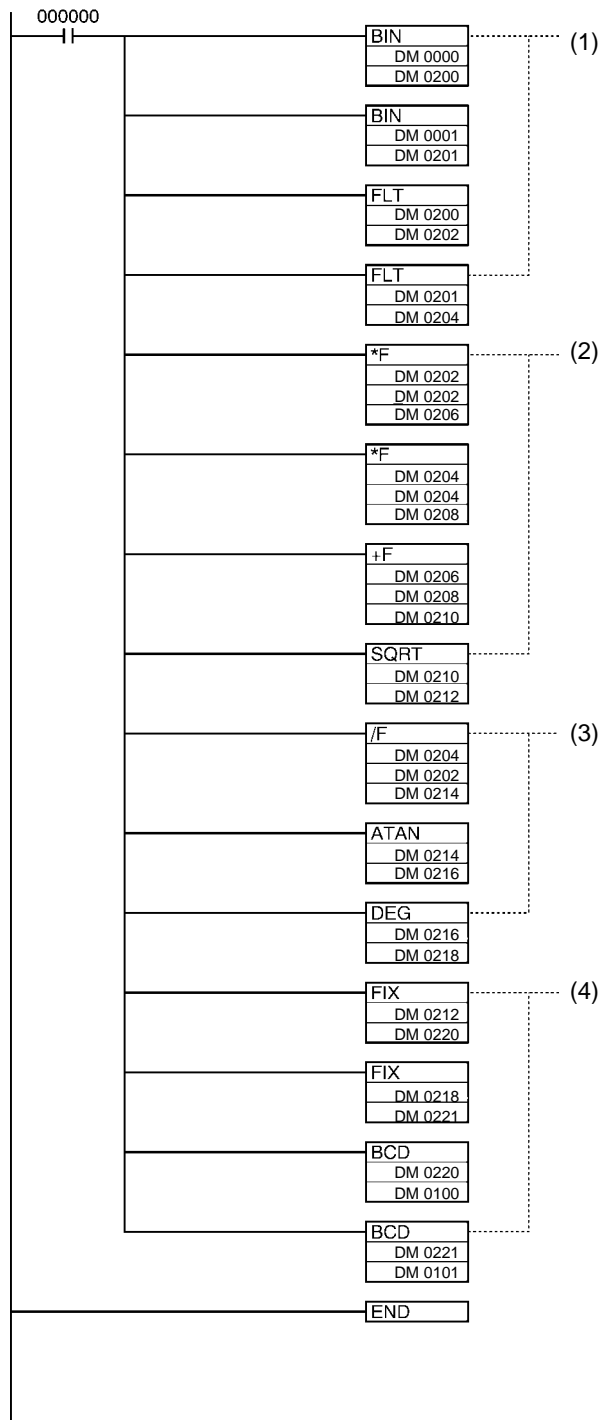 000000
BIN
(1)
DM 0000
DM 0200
BIN
DM 0001
DM 0201
FLT
DM 0200
DM 0202
FLT
DM 0201
DM 0204
*F
(2)
DM 0202
DM 0202
DM 0206
*F
DM 0204
DM 0204
DM 0208
+F
DM 0206
DM 0208
DM 0210
SQRT
DM 0210
DM 0212
/F
(3)
DM 0204
DM 0202
DM 0214
ATAN
DM 0214
DM 0216
DEG
DM 0216
DM 0218
FIX
(4)
DM 0212
DM 0220
FIX
DM 0218
DM 0221
BCD
DM 0220
DM 0100
BCD
DM 0221
DM 0101
END